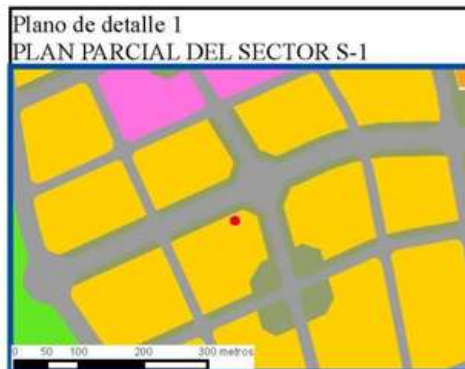 Plano de detalle 1
PLAN PARCIAL DEL SECTOR S-1
0 50 100 200 300 metros